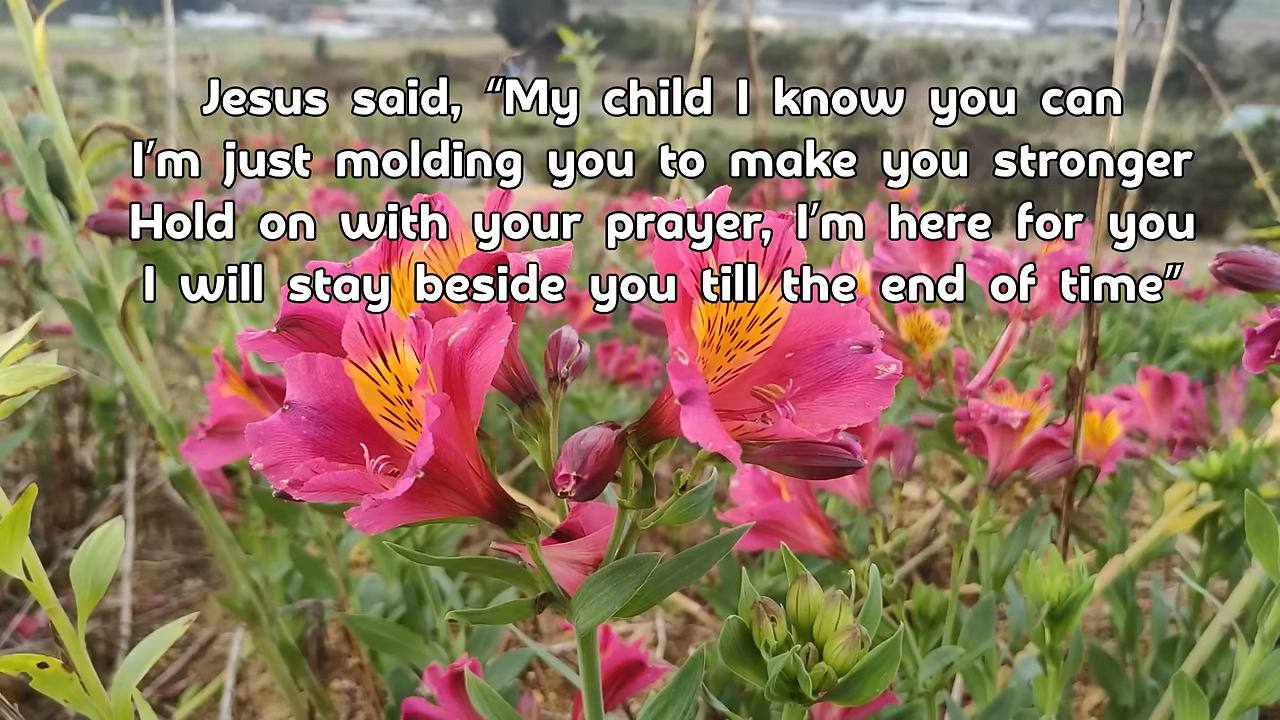 Jesus said, “My child I know you can
I'm just molding you to make you stronger
Hold on with your prayer, I'm here for you
I will stay beside you till the end of time”